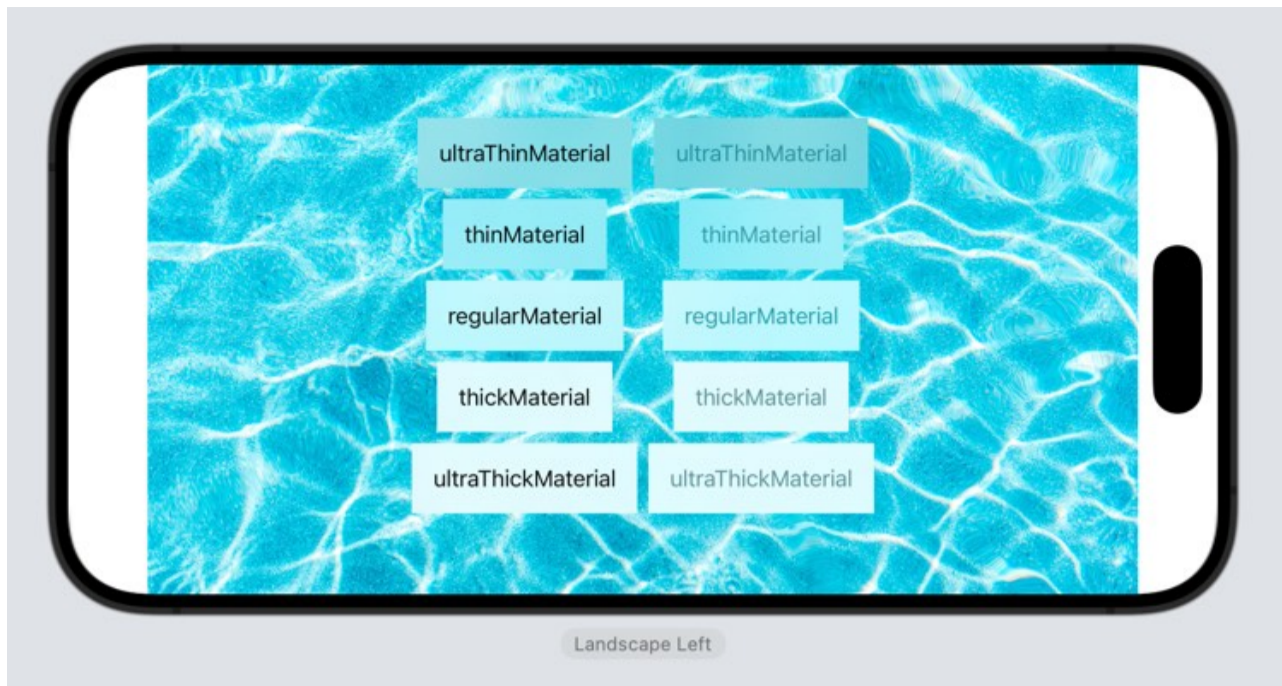 ultraThinMaterial ultraThinMaterial
thinMaterial thinMaterial
regularMaterial regularMaterial
thickMaterial thickMaterial
ultraThickMaterial ultraThickMaterial
Landscape Left